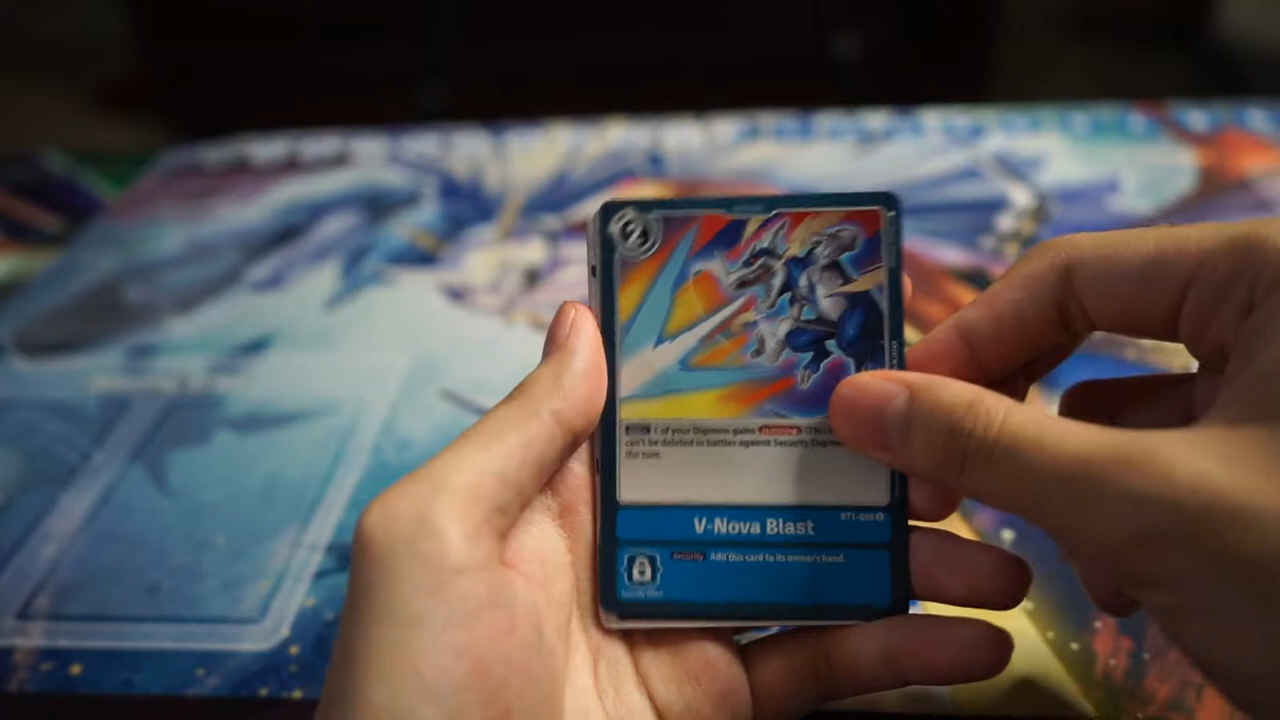 1 of your Digimon gains
can't be deleted in battles against Security
the turn.
V-Nova Blast
BT1-098 C
Security Add this card to its owner's hand.